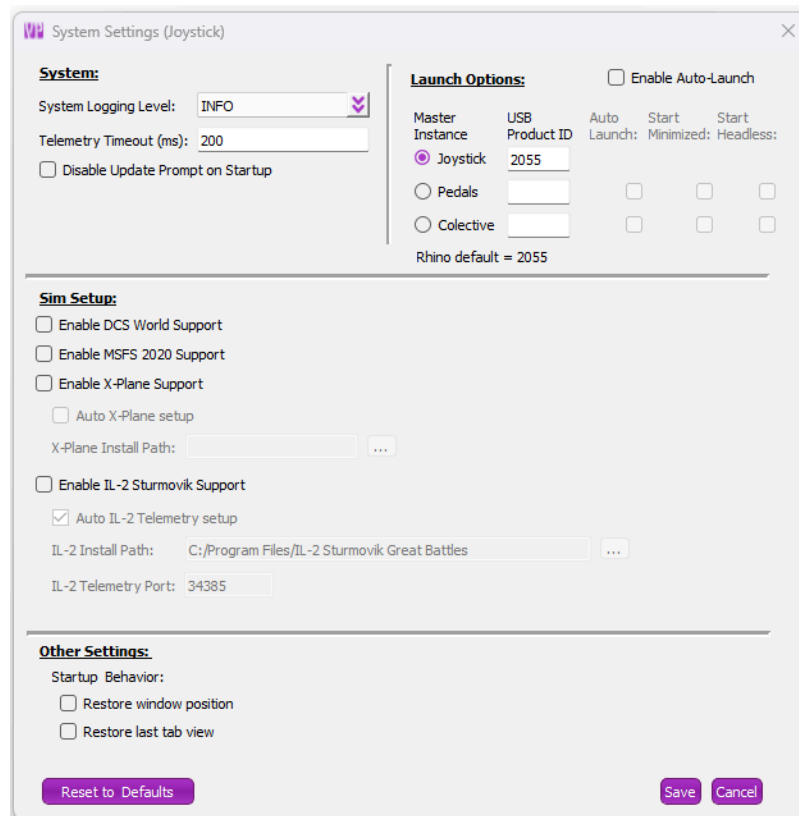 VP System Settings (Joystick)
System:
System Logging Level: INFO
Telemetry Timeout (ms): 200
Disable Update Prompt on Startup
Launch Options: Enable Auto-Launch
Master Instance USB Product ID Auto Launch: Start Minimized: Start Headless:
Joystick 2055
Pedals
Colective
Rhino default = 2055
Sim Setup:
Enable DCS World Support
Enable MSFS 2020 Support
Enable X-Plane Support
Auto X-Plane setup
X-Plane Install Path: ...
Enable IL-2 Sturmovik Support
Auto IL-2 Telemetry setup
IL-2 Install Path: C:/Program Files/IL-2 Sturmovik Great Battles ...
IL-2 Telemetry Port: 34385
Other Settings:
Startup Behavior:
Restore window position
Restore last tab view
Reset to Defaults Save Cancel